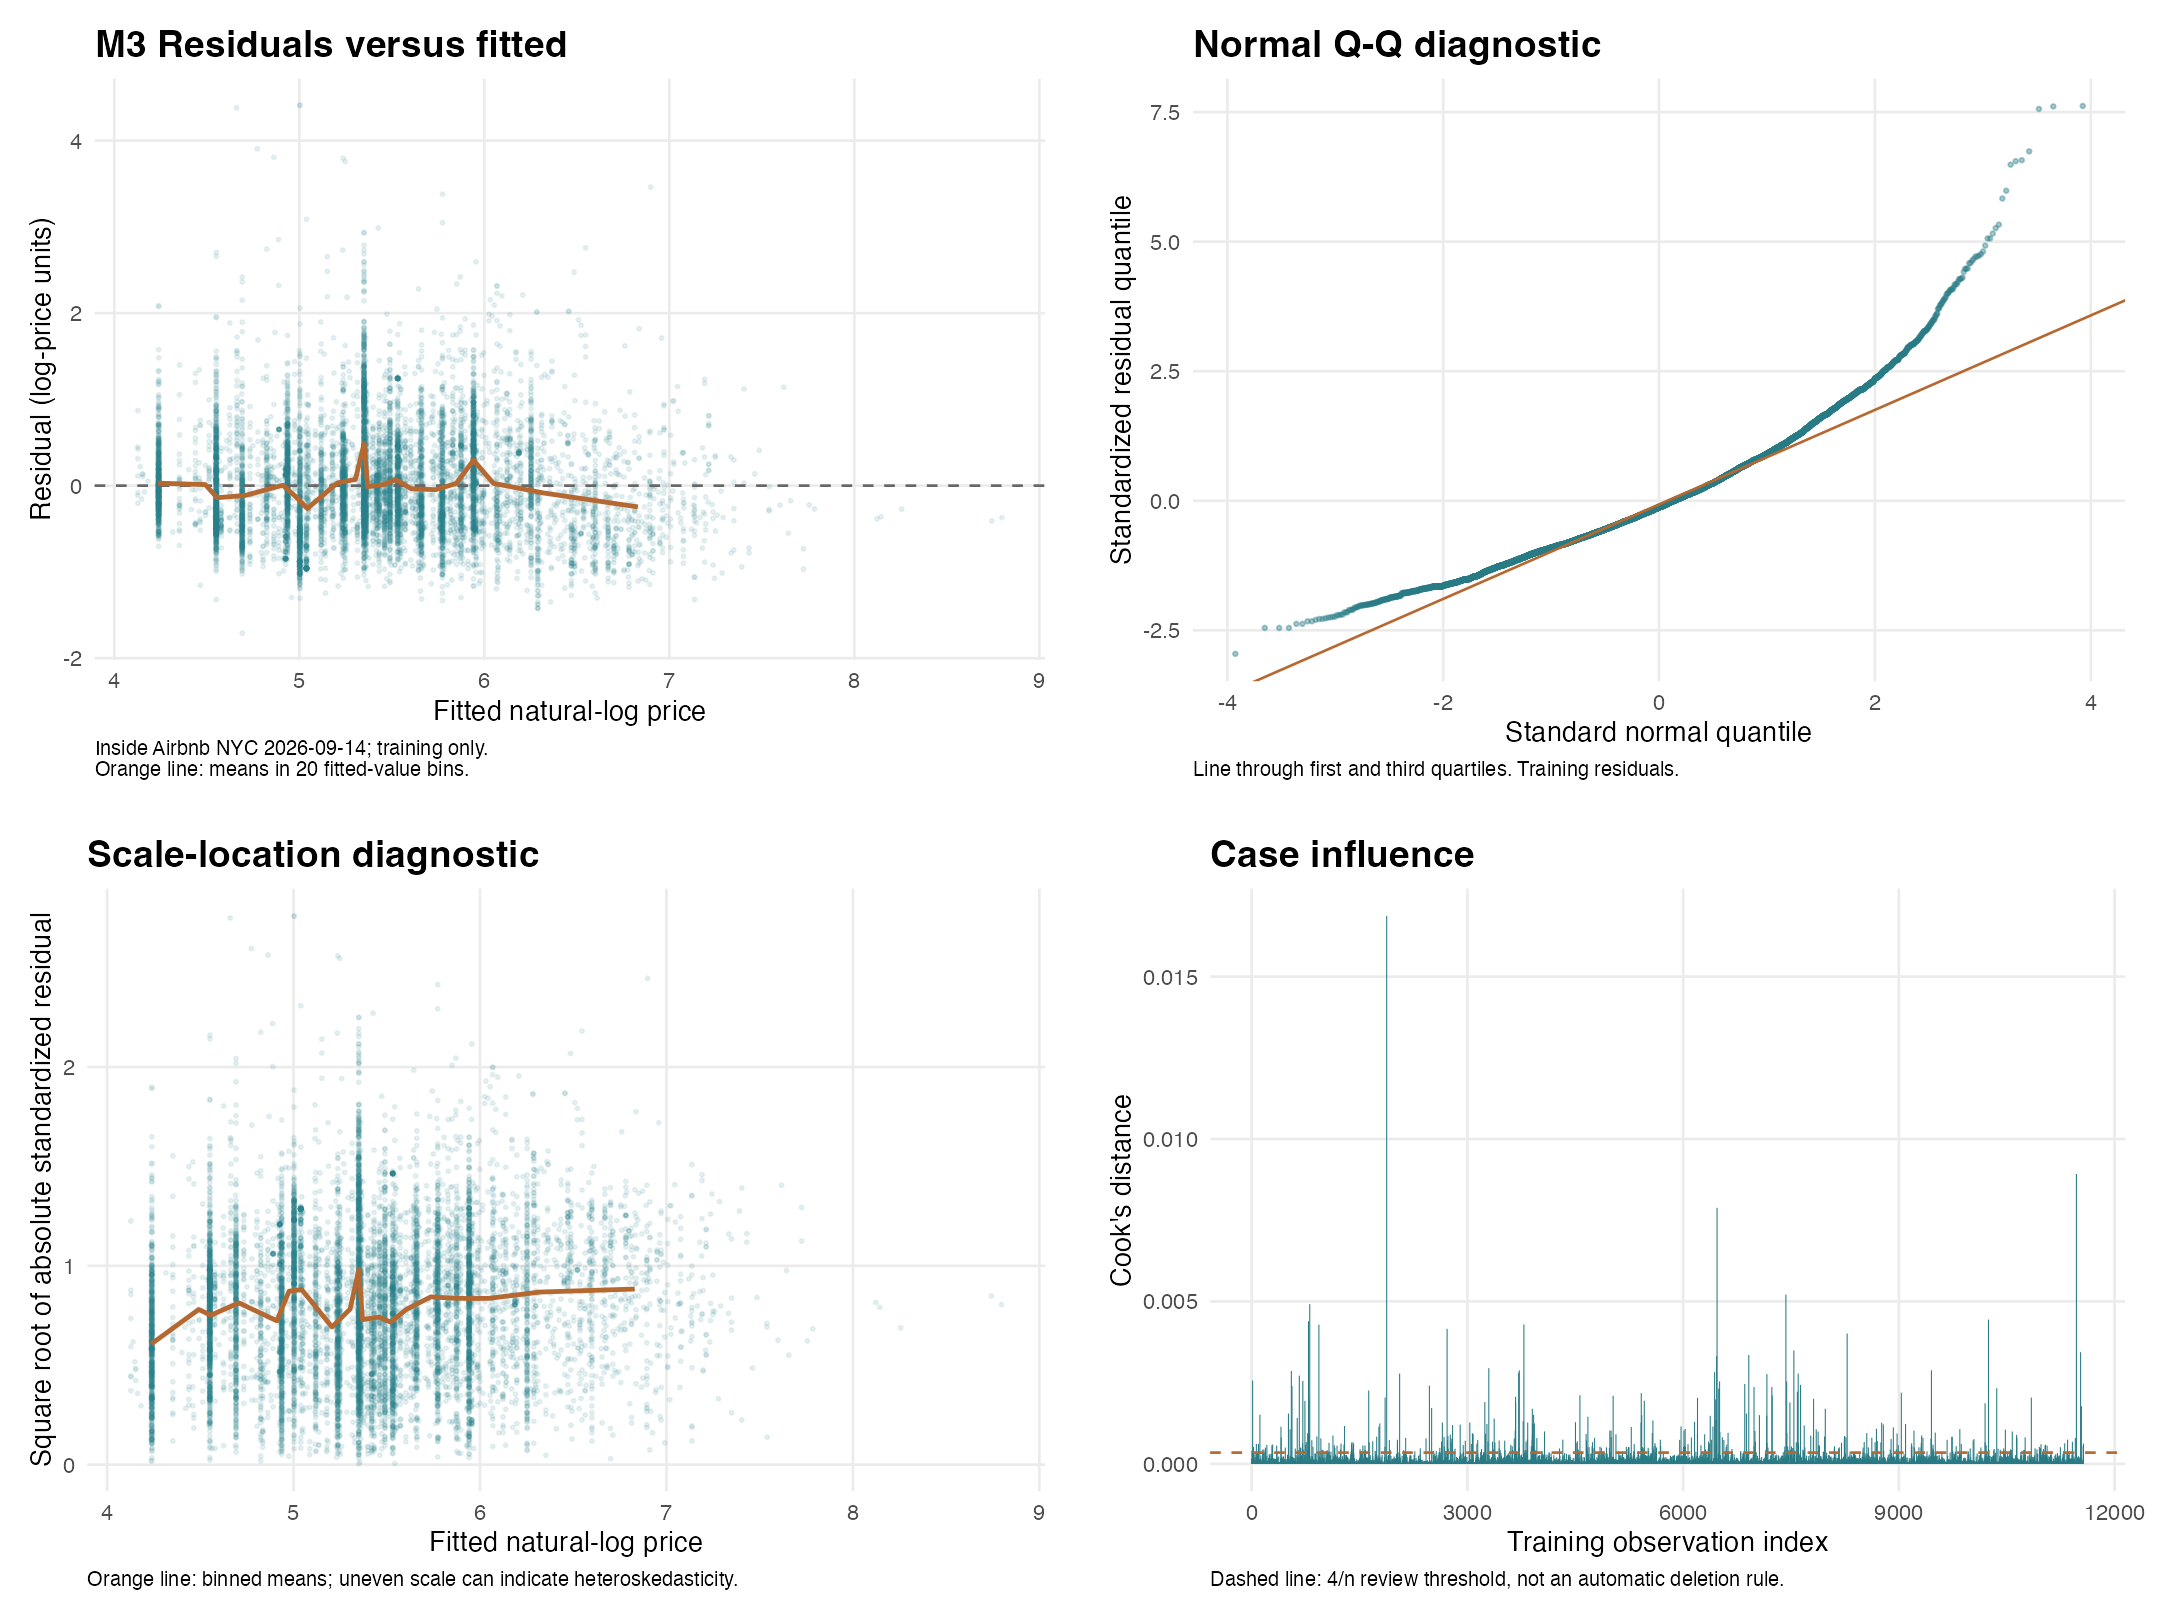 M3 Residuals versus fitted
Residual (log-price units)
4
2
0
-2
4
5
6
7
8
9
Fitted natural-log price
Inside Airbnb NYC 2026-09-14; training only.
Orange line: means in 20 fitted-value bins.
Normal Q-Q diagnostic
Standardized residual quantile
7.5
5.0
2.5
0.0
-2.5
-4
-2
0
2
4
Standard normal quantile
Line through first and third quartiles. Training residuals.
Scale-location diagnostic
Square root of absolute standardized residual
2
1
0
4
5
6
7
8
9
Fitted natural-log price
Orange line: binned means; uneven scale can indicate heteroskedasticity.
Case influence
Cook's distance
0.015
0.010
0.005
0.000
0
3000
6000
9000
12000
Training observation index
Dashed line: 4/n review threshold, not an automatic deletion rule.